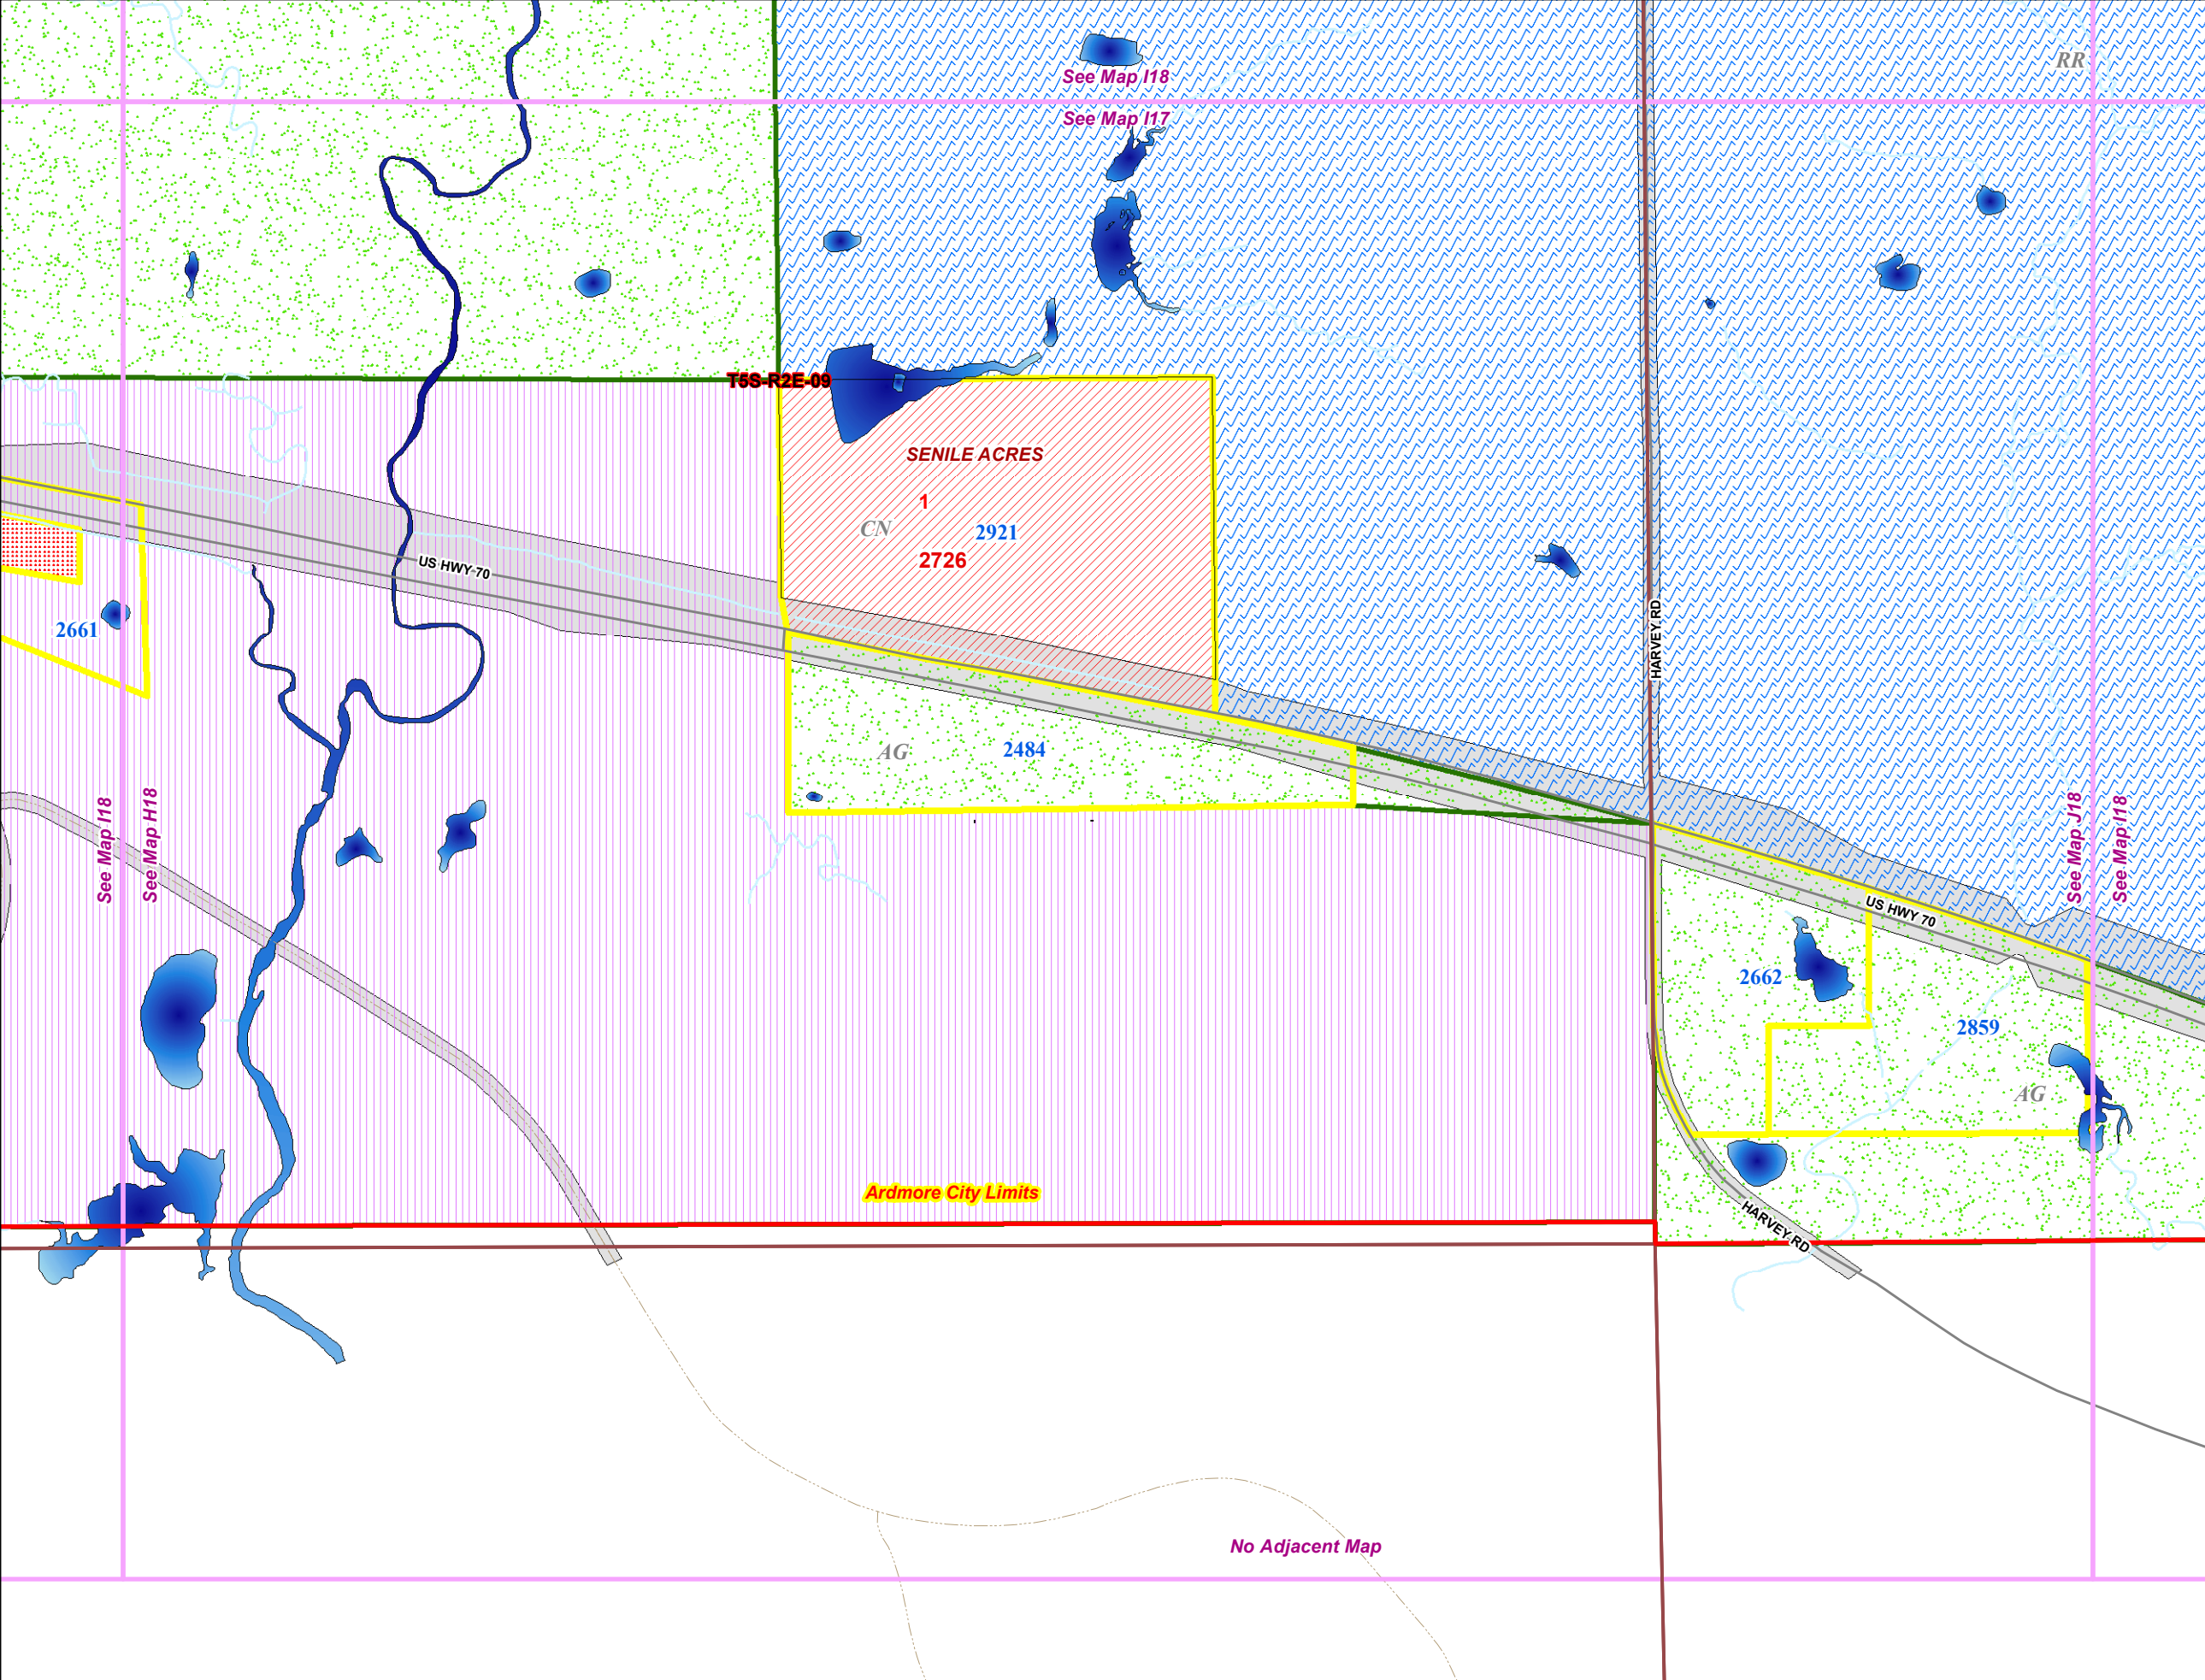 RR
See Map I18
See Map I17
T5S-R2E-09
SENILE ACRES
1
CN
2921
2726
US HWY 70
2661
HARVEY RD
AG
2484
See Map I18
See Map H18
See Map J18
See Map I18
US HWY 70
2662
2859
AG
Ardmore City Limits
HARVEY RD
No Adjacent Map